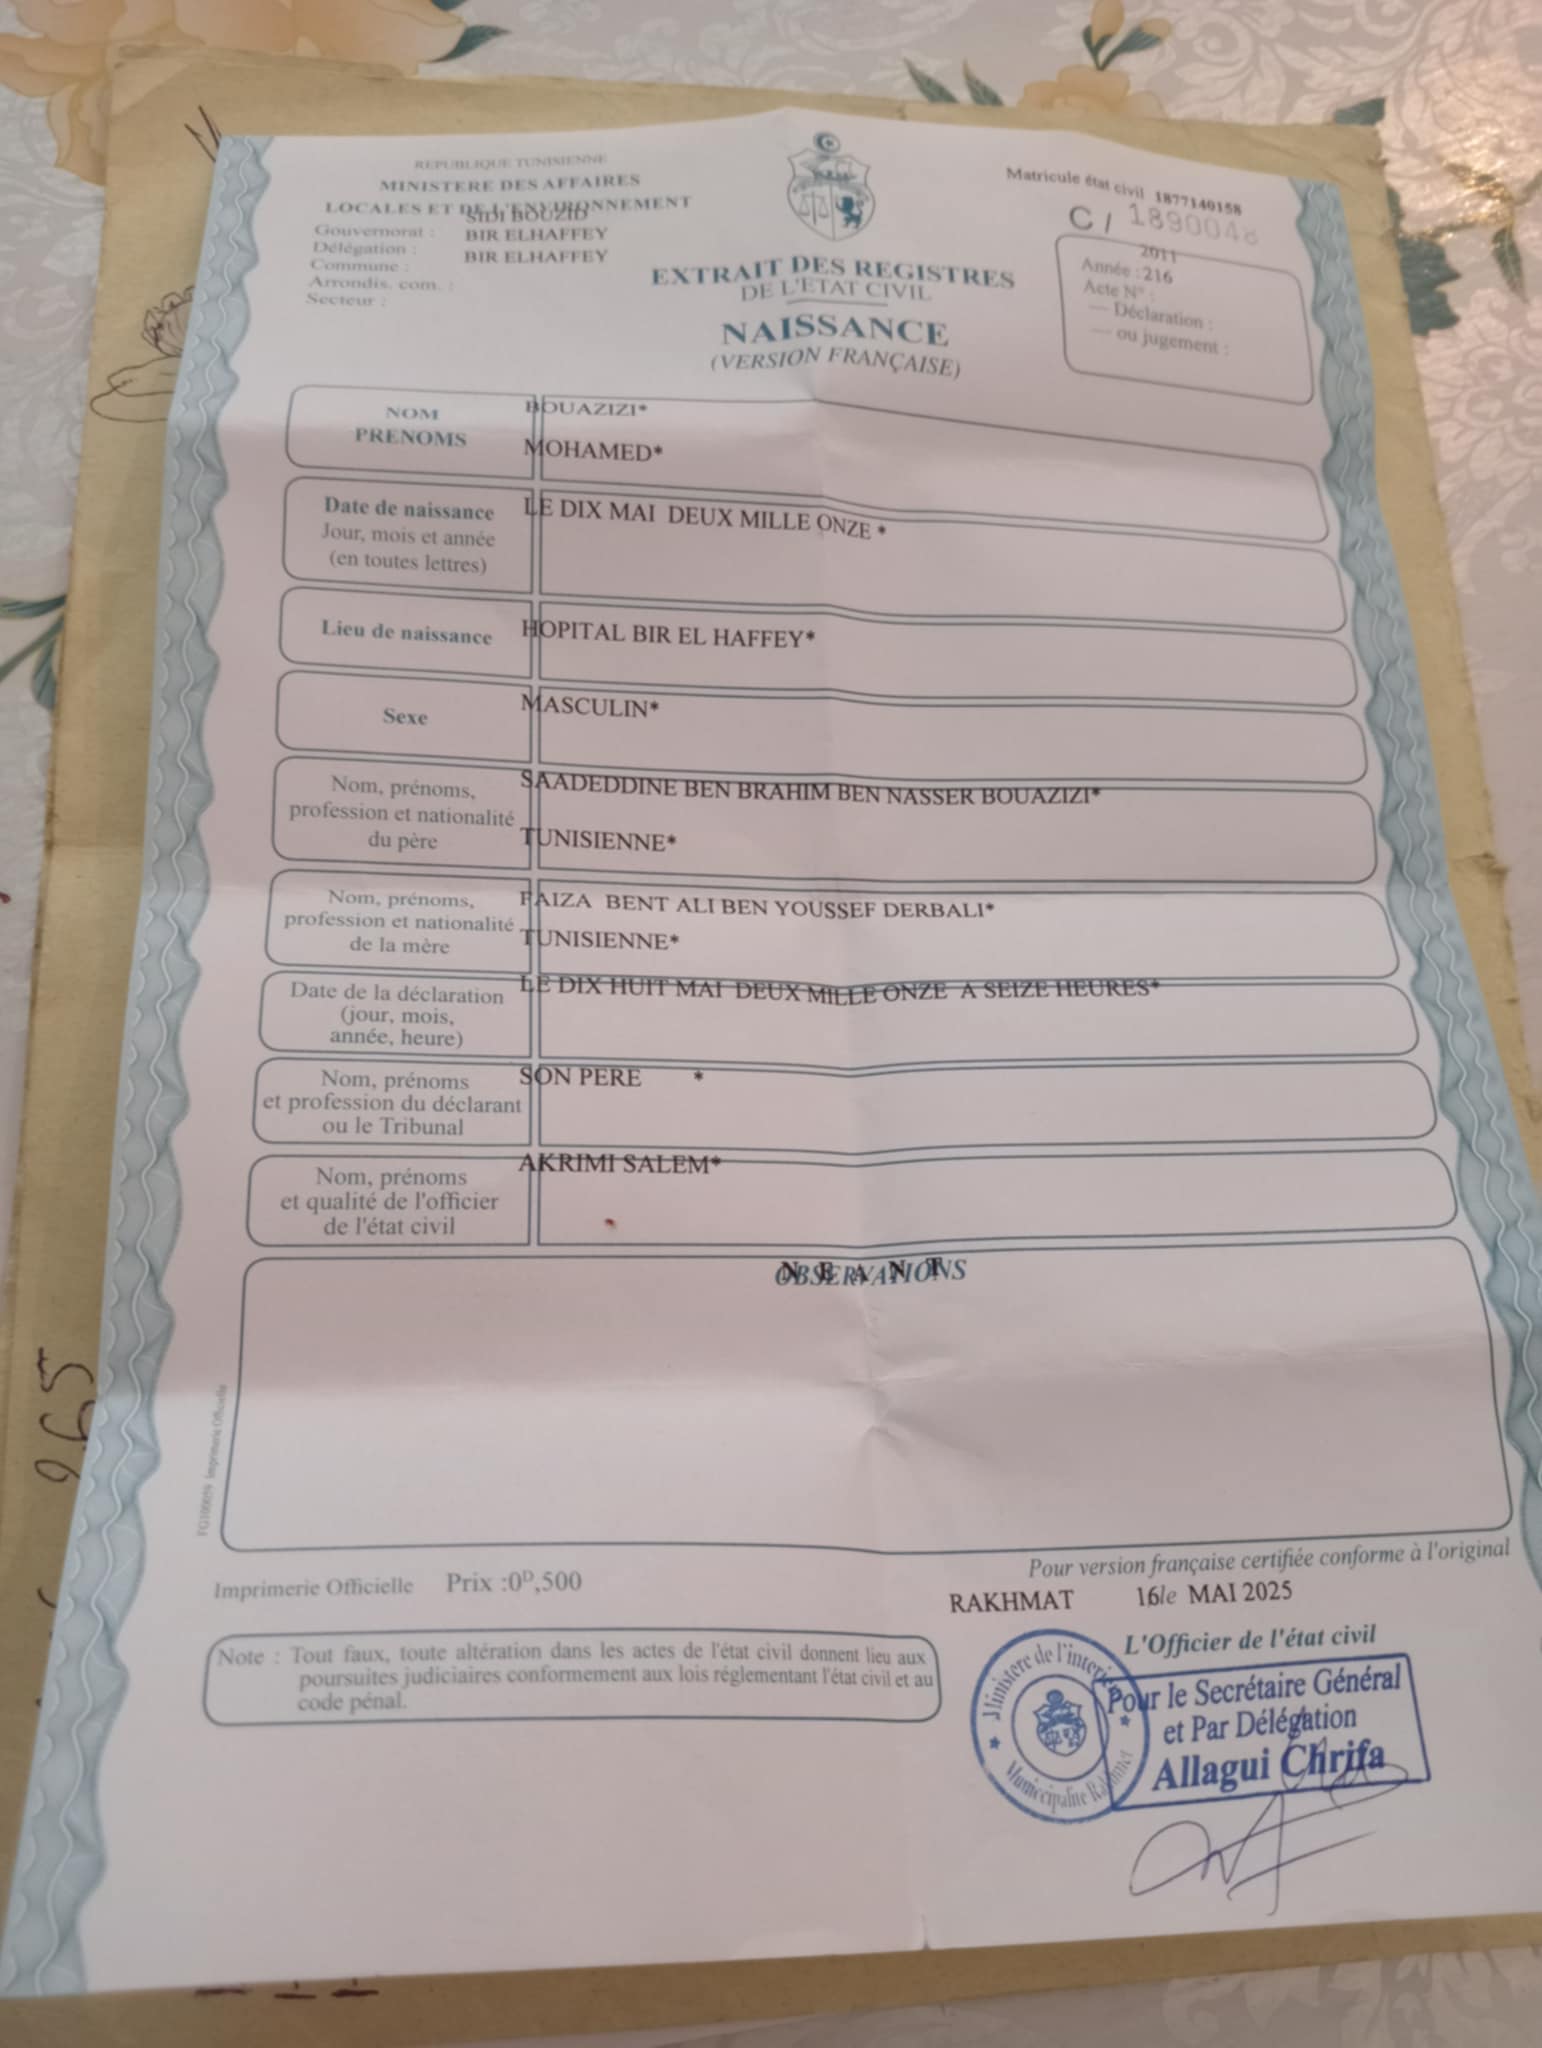 REPUBLIQUE TUNISIENNE
MINISTERE DES AFFAIRES
LOCALES ET DE L'ENVIRONNEMENT
SIDI BOUZID
Gouvernorat : BIR ELHAFFEY
Délégation : BIR ELHAFFEY
Commune :
Arrondis. com. :
Secteur :
Matricule état civil 1877140158
C / 1890048
2011
Année : 216
Acte N° :
— Déclaration :
— ou jugement :
EXTRAIT DES REGISTRES
DE L'ETAT CIVIL
NAISSANCE
(VERSION FRANÇAISE)
NOM BOUAZIZI*
PRENOMS MOHAMED*
Date de naissance LE DIX MAI DEUX MILLE ONZE *
Jour, mois et année
(en toutes lettres)
Lieu de naissance HOPITAL BIR EL HAFFEY*
Sexe MASCULIN*
Nom, prénoms, SAADEDDINE BEN BRAHIM BEN NASSER BOUAZIZI*
profession et nationalité
du père TUNISIENNE*
Nom, prénoms, FAIZA BENT ALI BEN YOUSSEF DERBALI*
profession et nationalité
de la mère TUNISIENNE*
Date de la déclaration LE DIX HUIT MAI DEUX MILLE ONZE A SEIZE HEURES*
(jour, mois,
année, heure)
Nom, prénoms SON PERE *
et profession du déclarant
ou le Tribunal
Nom, prénoms AKRIMI SALEM*
et qualité de l'officier
de l'état civil
OBSERVATIONS
N E A N T
FG100059 Imprimerie Officielle
Imprimerie Officielle Prix :0ᴰ,500
Pour version française certifiée conforme à l'original
RAKHMAT 16 le MAI 2025
L'Officier de l'état civil
Note : Tout faux, toute altération dans les actes de l'état civil donnent lieu aux
poursuites judiciaires conformement aux lois réglementant l'état civil et au
code pénal.
Ministere de l'interieur
Municcipalite
Pour le Secrétaire Général
et Par Délégation
Allagui Chrifa
265